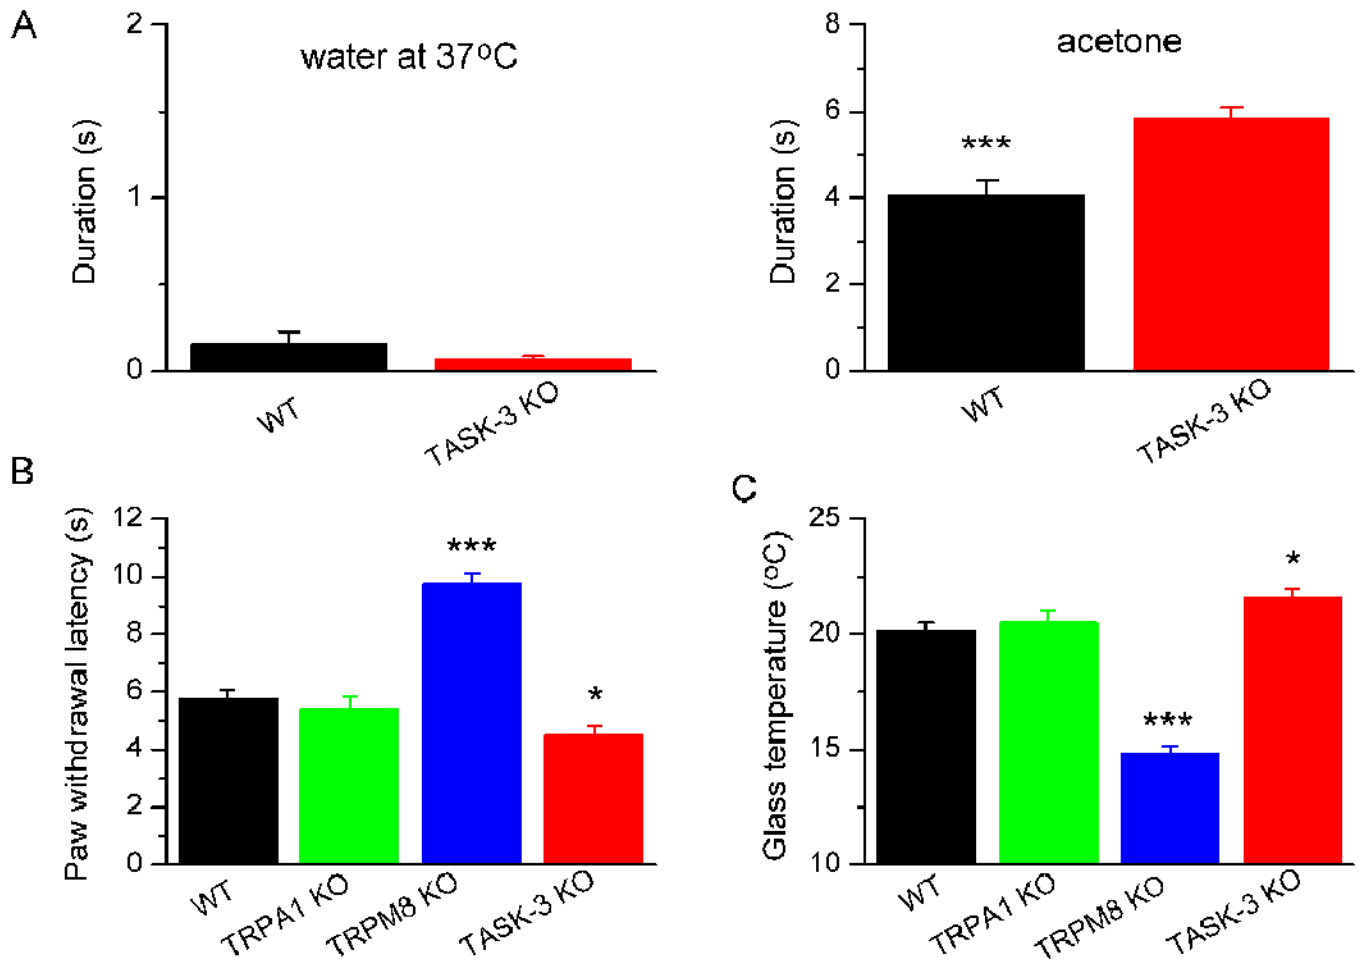 A
water at 37ºC
Duration (s)
2
1
0
WT
TASK-3 KO
acetone
Duration (s)
8
6
4
2
0
***
WT
TASK-3 KO
B
Paw withdrawal latency (s)
12
10
8
6
4
2
0
***
*
WT
TRPA1 KO
TRPM8 KO
TASK-3 KO
C
Glass temperature (ºC)
25
20
15
10
***
*
WT
TRPA1 KO
TRPM8 KO
TASK-3 KO